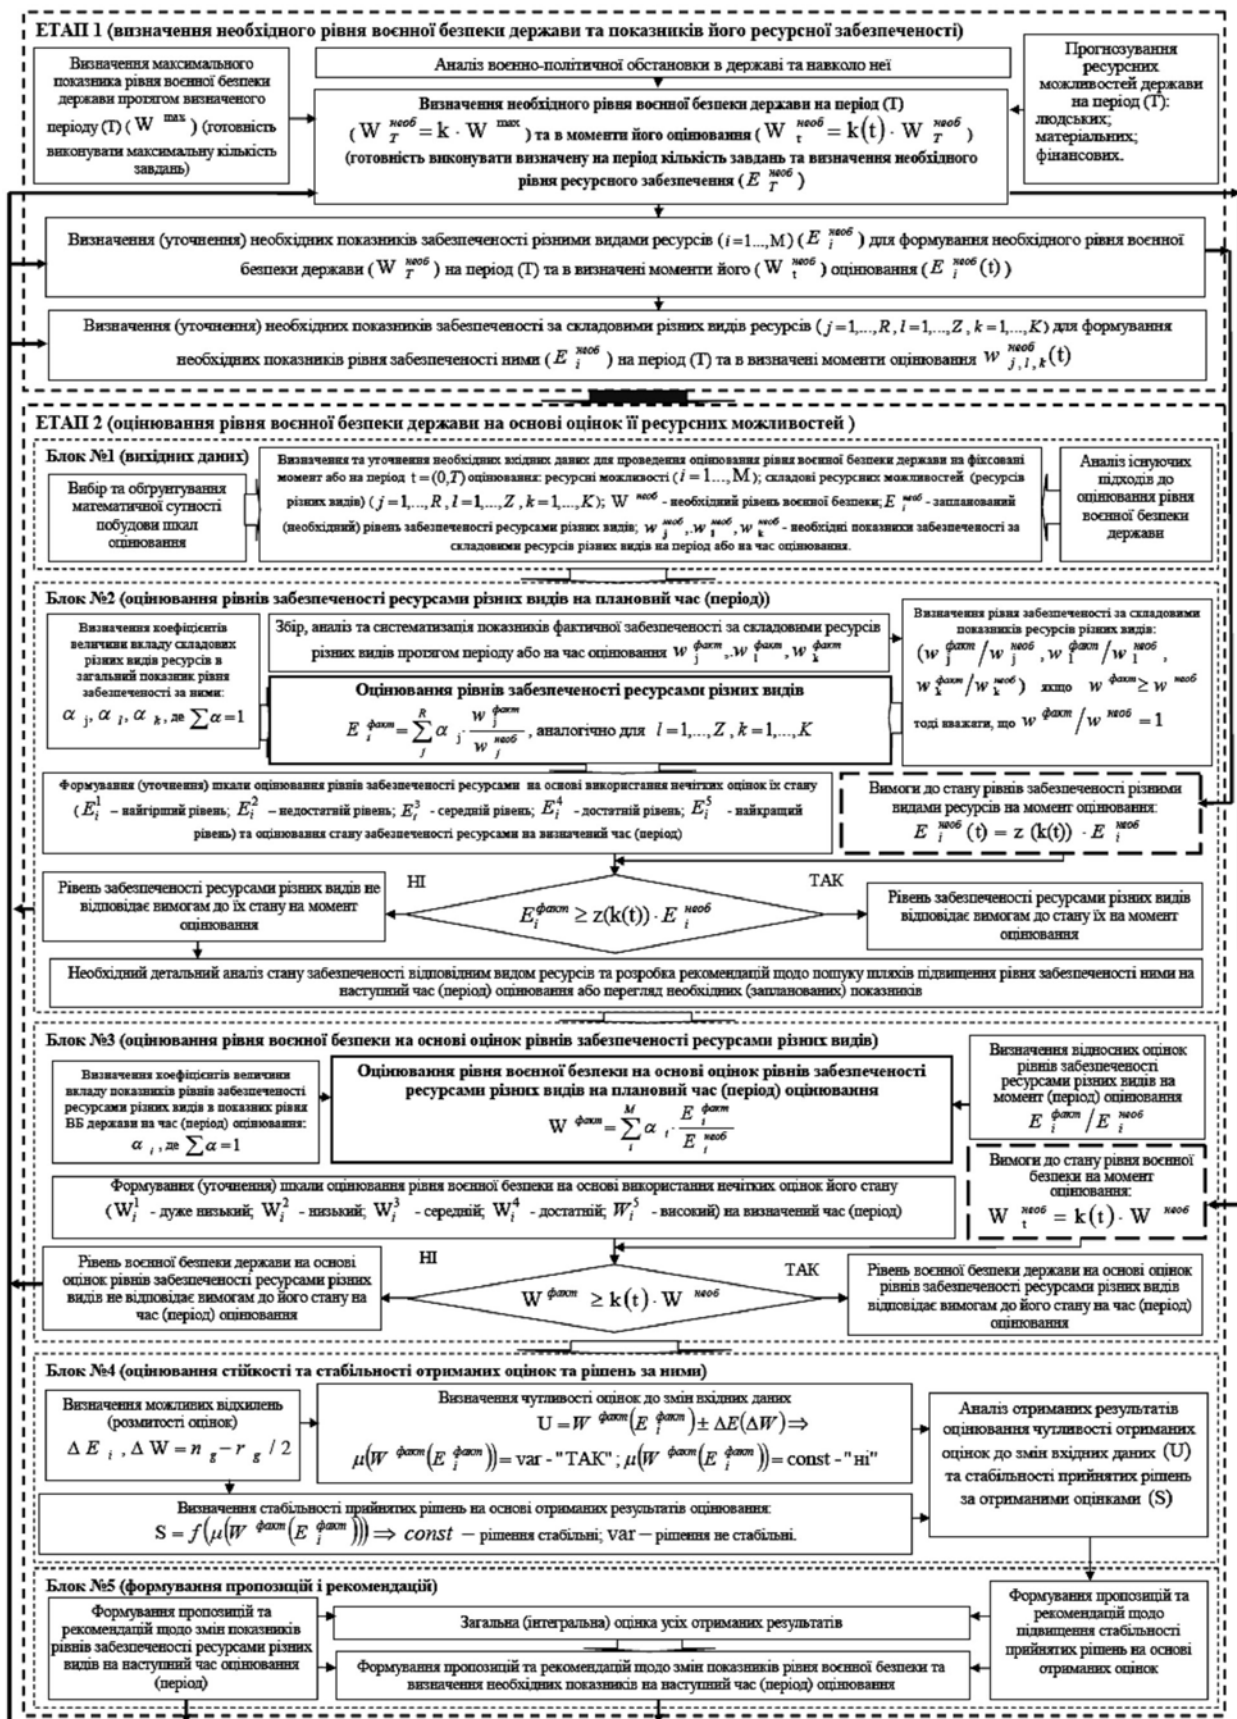 ЕТАП 1 (визначення необхідного рівня воєнної безпеки держави та показників його ресурсної забезпеченості)
Визначення максимального
показника рівня воєнної безпеки
держави протягом визначеного
періоду (T) ( W max ) (готовність
виконувати максимальну кількість
завдань)
Аналіз воєнно-політичної обстановки в державі та навколо неї
Визначення необхідного рівня воєнної безпеки держави на період (T)
( W T необ = k · W max ) та в моменти його оцінювання ( W t необ = k(t) · W T необ )
(готовність виконувати визначену на період кількість завдань та визначення необхідного
рівня ресурсного забезпечення ( E T необ )
Прогнозування
ресурсних
можливостей держави
на період (T):
людських;
матеріальних;
фінансових.
Визначення (уточнення) необхідних показників забезпеченості різними видами ресурсів ( i = 1...,M ) ( E i необ ) для формування необхідного рівня воєнної
безпеки держави ( W T необ ) на період (T) та в визначені моменти його ( W t необ ) оцінювання ( E i необ (t) )
Визначення (уточнення) необхідних показників забезпеченості за складовими різних видів ресурсів ( j = 1,...,R , l = 1,...,Z , k = 1,...,K ) для формування
необхідних показників рівня забезпеченості ними ( E i необ ) на період (T) та в визначені моменти оцінювання w j,l,k необ (t)
ЕТАП 2 (оцінювання рівня воєнної безпеки держави на основі оцінок її ресурсних можливостей )
Блок №1 (вихідних даних)
Вибір та обґрунтування
математичної сутності
побудови шкал
оцінювання
Визначення та уточнення необхідних вхідних даних для проведення оцінювання рівня воєнної безпеки держави на фіксовані
момент або на період t = (0,T) оцінювання: ресурсні можливості ( i = 1...,M ); складові ресурсних можливостей (ресурсів
різних видів) ( j = 1,...,R , l = 1,...,Z , k = 1,...,K ); W необ - необхідний рівень воєнної безпеки; E i необ - запланований
(необхідний) рівень забезпеченості ресурсами різних видів; w j необ ,.w l необ , w k необ - необхідні показники забезпеченості за
складовими ресурсів різних видів на період або на час оцінювання.
Аналіз існуючих
підходів до
оцінювання рівня
воєнної безпеки
держави
Блок №2 (оцінювання рівнів забезпеченості ресурсами різних видів на плановий час (період))
Визначення коефіцієнтів
величини вкладу складових
різних видів ресурсів в
загальний показник рівня
забезпеченості за ними:
α j, α l, α k, де ∑α = 1
Збір, аналіз та систематизація показників фактичної забезпеченості за складовими ресурсів
різних видів протягом періоду або на час оцінювання w j факт ,.w l факт , w k факт
Оцінювання рівнів забезпеченості ресурсами різних видів
E i факт = ∑ j R α j · w j факт / w j необ , аналогічно для l = 1,...,Z , k = 1,...,K
Визначення рівня забезпеченості за складовими
показників ресурсів різних видів:
(w j факт / w j необ , w l факт / w l необ ,
w k факт / w k необ ) якщо w факт ≥ w необ
тоді вважати, що w факт / w необ = 1
Формування (уточнення) шкали оцінювання рівнів забезпеченості ресурсами на основі використання нечітких оцінок їх стану
( E i 1 – найгірший рівень; E i 2 – недостатній рівень; E i 3 - середній рівень; E i 4 – достатній рівень; E i 5 - найкращий
рівень) та оцінювання стану забезпеченості ресурсами на визначений час (період)
Вимоги до стану рівнів забезпеченості різними
видами ресурсів на момент оцінювання:
E i необ (t) = z (k(t)) · E i необ
НІ
ТАК
Рівень забезпеченості ресурсами різних видів не
відповідає вимогам до їх стану на момент
оцінювання
E i факт ≥ z(k(t)) · E i необ
Рівень забезпеченості ресурсами різних видів
відповідає вимогам до стану їх на момент
оцінювання
Необхідний детальний аналіз стану забезпеченості відповідним видом ресурсів та розробка рекомендацій щодо пошуку шляхів підвищення рівня забезпеченості ними на
наступний час (період) оцінювання або перегляд необхідних (запланованих) показників
Блок №3 (оцінювання рівня воєнної безпеки на основі оцінок рівнів забезпеченості ресурсами різних видів)
Визначення коефіцієнтів величини
вкладу показників рівнів забезпеченості
ресурсами різних видів в показник рівня
ВБ держави на час (період) оцінювання:
α i , де ∑α = 1
Оцінювання рівня воєнної безпеки на основі оцінок рівнів забезпеченості
ресурсами різних видів на плановий час (період) оцінювання
W факт = ∑ i M α i · E i факт / E i необ
Визначення відносних оцінок
рівнів забезпеченості
ресурсами різних видів на
момент (період) оцінювання
E i факт / E i необ
Формування (уточнення) шкали оцінювання рівня воєнної безпеки на основі використання нечітких оцінок його стану
( W i 1 - дуже низький; W i 2 - низький; W i 3 - середній; W i 4 - достатній; W i 5 - високий) на визначений час (період)
Вимоги до стану рівня воєнної
безпеки на момент
оцінювання:
W t необ = k(t) · W необ
НІ
ТАК
Рівень воєнної безпеки держави на основі
оцінок рівнів забезпеченості ресурсами різних
видів не відповідає вимогам до його стану на
час (період) оцінювання
W факт ≥ k(t) · W необ
Рівень воєнної безпеки держави на основі оцінок
рівнів забезпеченості ресурсами різних видів
відповідає вимогам до його стану на час (період)
оцінювання
Блок №4 (оцінювання стійкості та стабільності отриманих оцінок та рішень за ними)
Визначення можливих відхилень
(розмитості оцінок)
Δ E i , Δ W = n g − r g / 2
Визначення чутливості оцінок до змін вхідних даних
U = W факт (E i факт) ± ΔE(ΔW) ⇒
μ(W факт (E i факт)) = var - "ТАК" ; μ(W факт (E i факт)) = const - "ні"
Аналіз отриманих результатів
оцінювання чутливості отриманих
оцінок до змін вхідних даних (U)
та стабільності прийнятих рішень
за отриманими оцінками (S)
Визначення стабільності прийнятих рішень на основі отриманих результатів оцінювання:
S = f(μ(W факт (E i факт))) ⇒ const – рішення стабільні; var – рішення не стабільні.
Блок №5 (формування пропозицій і рекомендацій)
Формування пропозицій та
рекомендацій щодо змін показників
рівнів забезпеченості ресурсами різних
видів на наступний час оцінювання
(період)
Загальна (інтегральна) оцінка усіх отриманих результатів
Формування пропозицій та рекомендацій щодо змін показників рівня воєнної безпеки та
визначення необхідних показників на наступний час (період) оцінювання
Формування пропозицій та
рекомендацій щодо
підвищення стабільності
прийнятих рішень на основі
отриманих оцінок